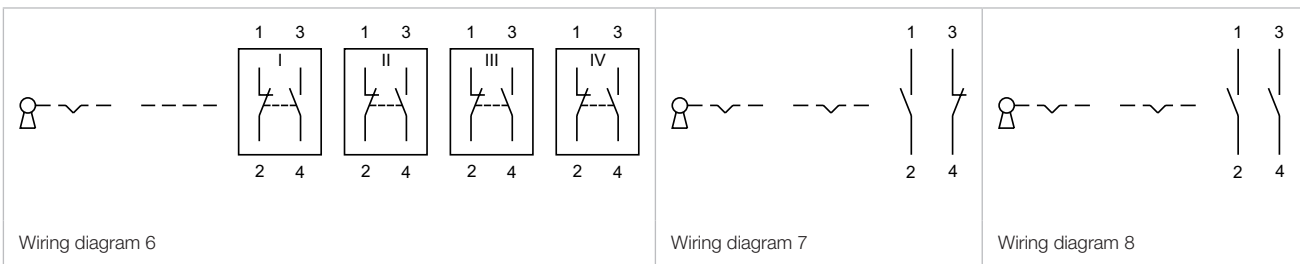 1 3 1 3 1 3 1 3 1 3 1 3
I II III IV
2 4 2 4 2 4 2 4 2 4 2 4
Wiring diagram 6 Wiring diagram 7 Wiring diagram 8